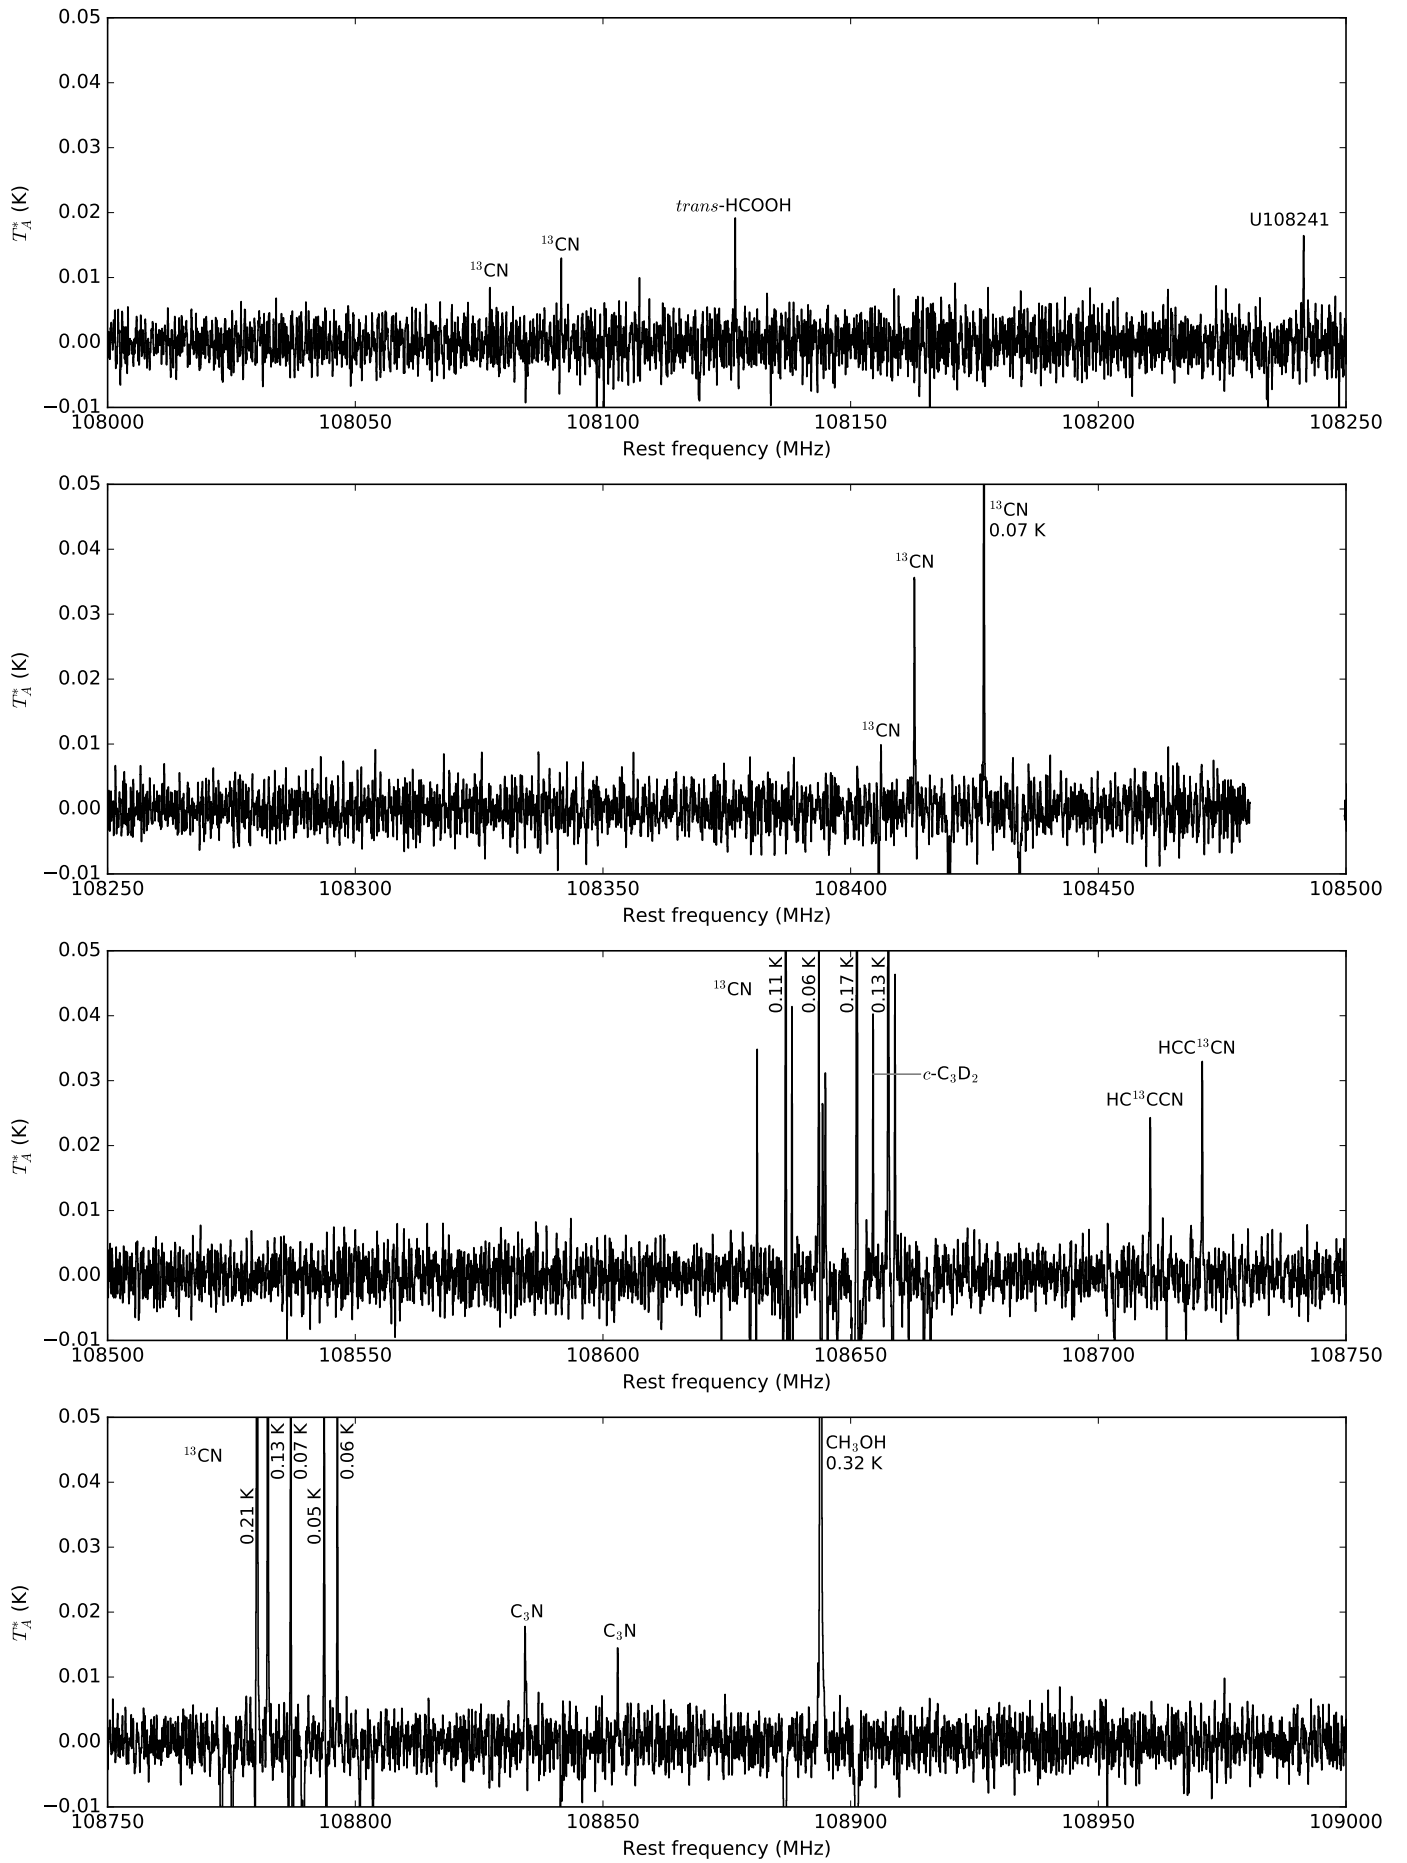 0.05
0.04
0.03
0.02
0.01
0.00
−0.01
T*A (K)
¹³CN
¹³CN
trans-HCOOH
U108241
108000 108050 108100 108150 108200 108250
Rest frequency (MHz)
0.05
0.04
0.03
0.02
0.01
0.00
−0.01
T*A (K)
¹³CN
0.07 K
¹³CN
¹³CN
108250 108300 108350 108400 108450 108500
Rest frequency (MHz)
0.05
0.04
0.03
0.02
0.01
0.00
−0.01
T*A (K)
¹³CN
0.11 K
0.06 K
0.17 K
0.13 K
c-C₃D₂
HC¹³CCN
HCC¹³CN
108500 108550 108600 108650 108700 108750
Rest frequency (MHz)
0.05
0.04
0.03
0.02
0.01
0.00
−0.01
T*A (K)
¹³CN
0.21 K
0.13 K
0.07 K
0.05 K
0.06 K
C₃N
C₃N
CH₃OH
0.32 K
108750 108800 108850 108900 108950 109000
Rest frequency (MHz)